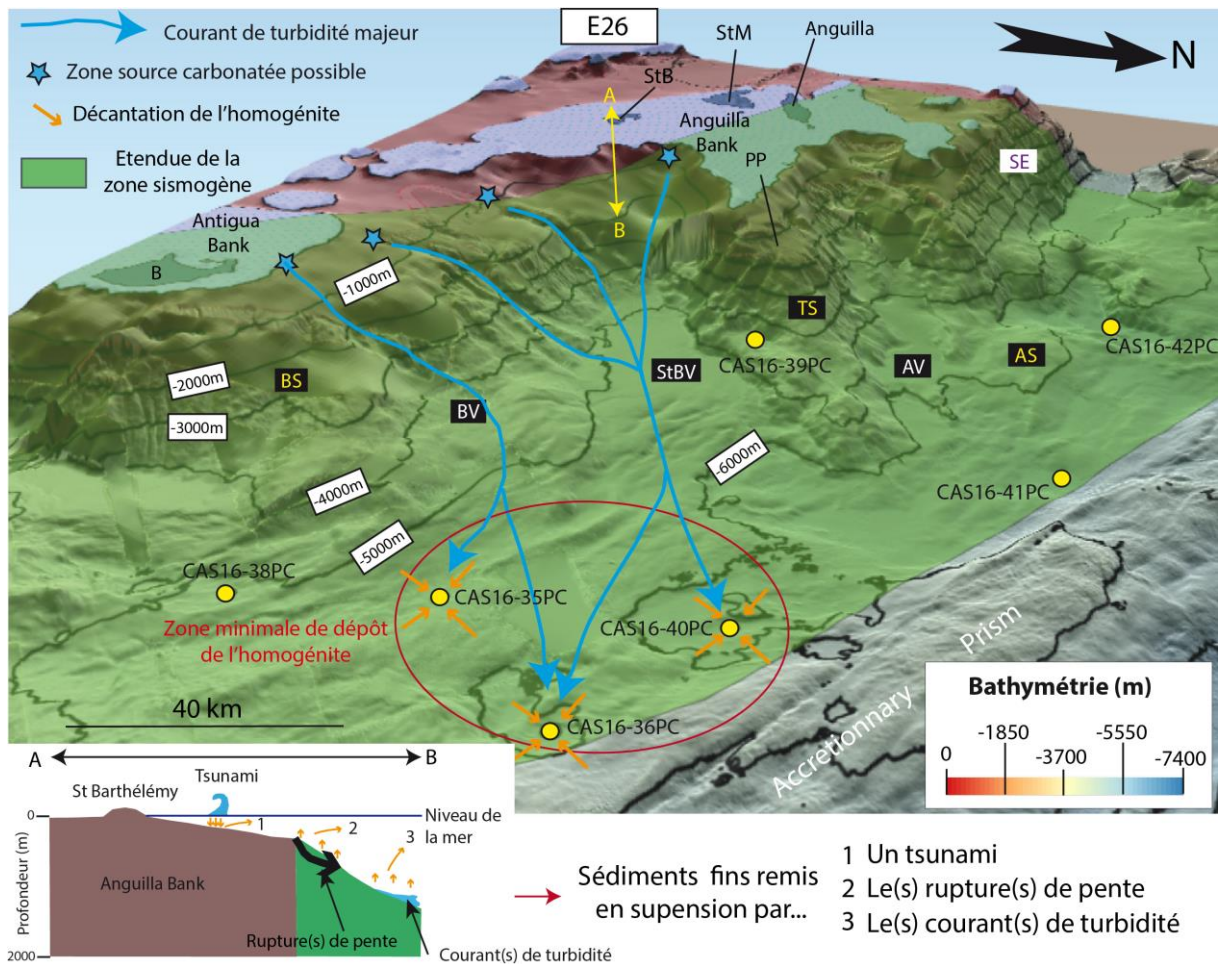 E26
Courant de turbidité majeur
Zone source carbonatée possible
Décantation de l'homogénite
Etendue de la
zone sismogène
StM
Anguilla
N
StB
A
Anguilla
Bank
PP
SE
B
Antigua
Bank
B
-1000m
TS
CAS16-39PC
CAS16-42PC
-2000m
BS
StBV
AV
AS
-3000m
BV
-6000m
-4000m
CAS16-41PC
-5000m
CAS16-38PC
CAS16-35PC
CAS16-40PC
Zone minimale de dépôt
de l'homogénite
40 km
CAS16-36PC
Accretionnary Prism
Bathymétrie (m)
-1850
-5550
0
-3700
-7400
A
B
Tsunami
St Barthélémy
0
1
2
3
Niveau de
la mer
Profondeur (m)
Anguilla Bank
Rupture(s) de pente
2000
Courant(s) de turbidité
Sédiments fins remis
en supension par...
1 Un tsunami
2 Le(s) rupture(s) de pente
3 Le(s) courant(s) de turbidité